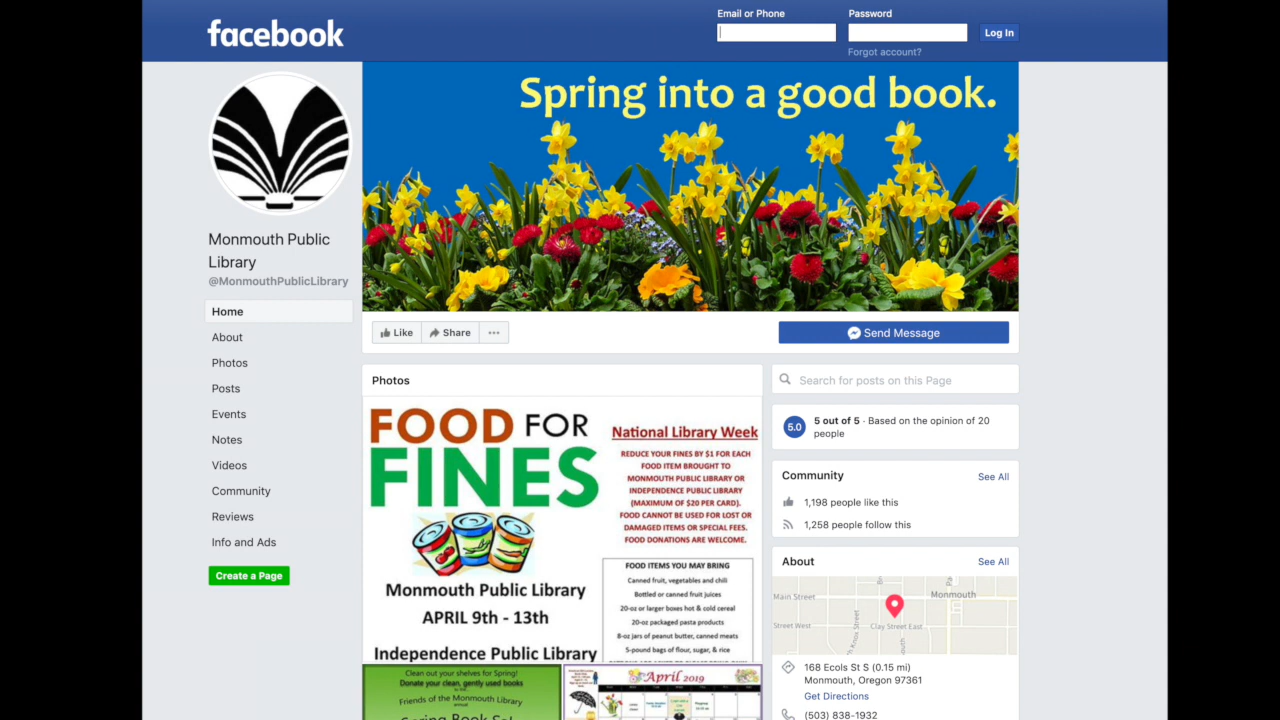 facebook
Email or Phone
Password
Log In
Forgot account?
Spring into a good book.
Monmouth Public
Library
@MonmouthPublicLibrary
Home
About
Photos
Posts
Events
Notes
Videos
Community
Reviews
Info and Ads
Create a Page
Like
Share
Send Message
Photos
FOOD FOR
FINES
Monmouth Public Library
APRIL 9th - 13th
Independence Public Library
National Library Week
REDUCE YOUR FINES BY $1 FOR EACH
FOOD ITEM BROUGHT TO
MONMOUTH PUBLIC LIBRARY OR
INDEPENDENCE PUBLIC LIBRARY
(MAXIMUM OF $20 PER CARD).
FOOD CANNOT BE USED FOR LOST OR
DAMAGED ITEMS OR SPECIAL FEES.
FOOD DONATIONS ARE WELCOME.
FOOD ITEMS YOU MAY BRING
Canned fruit, vegetables and chili
Bottled or canned fruit juices
20-oz or larger boxes hot & cold cereal
20-oz packaged pasta products
8-oz jars of peanut butter, canned meats
5-pound bags of flour, sugar, & rice
Clean out your shelves for Spring!
Donate your clean, gently used books
Friends of the Monmouth Library
annual
Spring Book
April 2019
Search for posts on this Page
5.0
5 out of 5 · Based on the opinion of 20
people
Community
See All
1,198 people like this
1,258 people follow this
About
See All
Main Street
Monmouth
Street West
Knox Street
Clay Street East
168 Ecols St S (0.15 mi)
Monmouth, Oregon 97361
Get Directions
(503) 838-1932